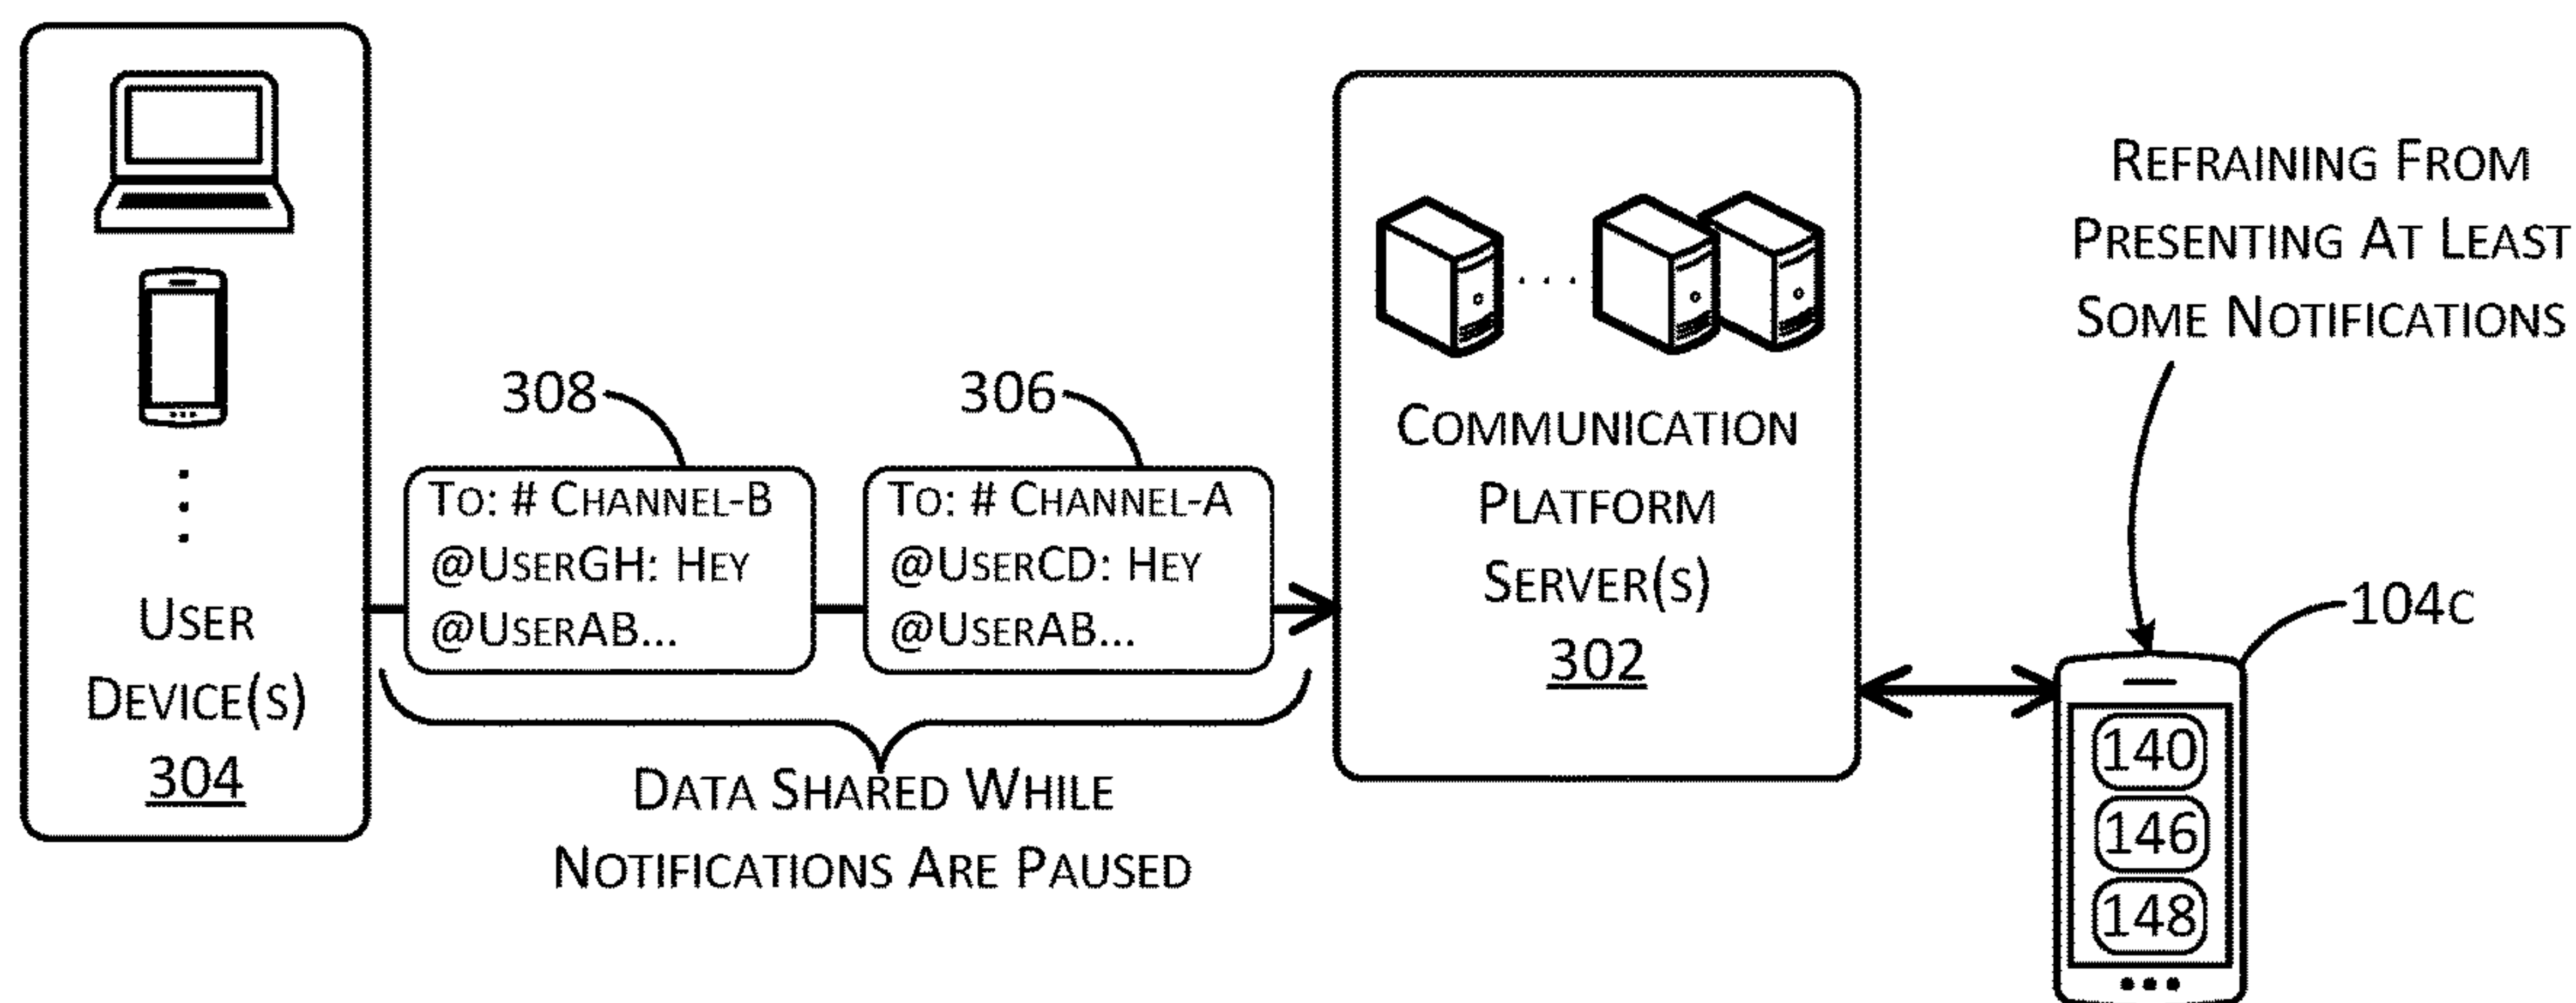 USER
DEVICE(S)
304
308
TO: # CHANNEL-B
@USERGH: HEY
@USERAB...
306
TO: # CHANNEL-A
@USERCD: HEY
@USERAB...
DATA SHARED WHILE
NOTIFICATIONS ARE PAUSED
...
COMMUNICATION
PLATFORM
SERVER(S)
302
REFRAINING FROM
PRESENTING AT LEAST
SOME NOTIFICATIONS
104C
140
146
148